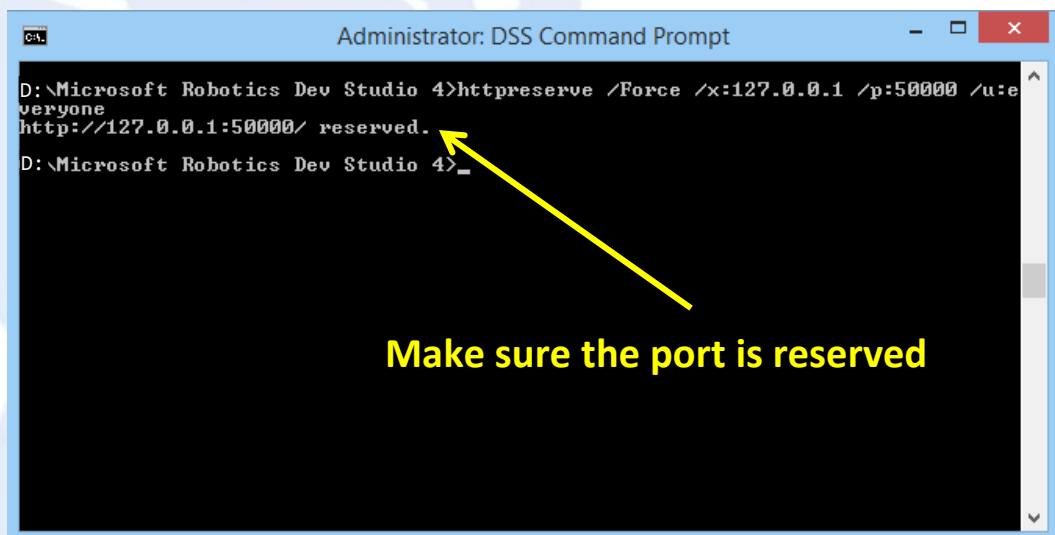 Administrator: DSS Command Prompt
D:\Microsoft Robotics Dev Studio 4>httpreserve /Force /x:127.0.0.1 /p:50000 /u:e
veryone
http://127.0.0.1:50000/ reserved.
D:\Microsoft Robotics Dev Studio 4>_
Make sure the port is reserved